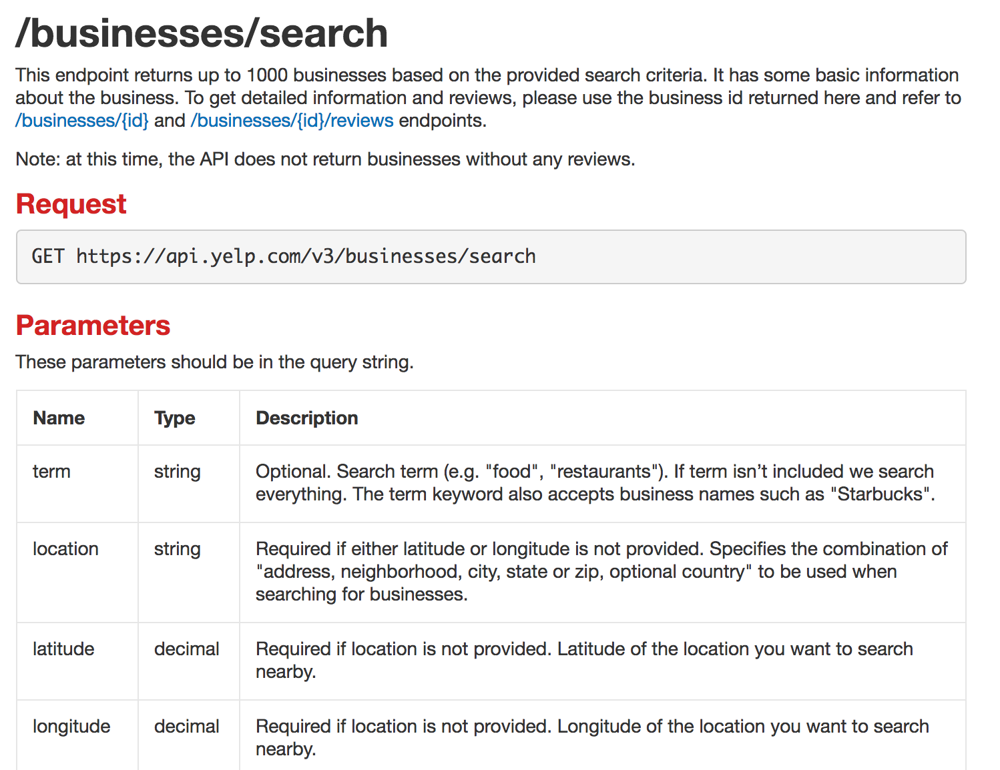 /businesses/search
This endpoint returns up to 1000 businesses based on the provided search criteria. It has some basic information
about the business. To get detailed information and reviews, please use the business id returned here and refer to
/businesses/{id} and /businesses/{id}/reviews endpoints.
Note: at this time, the API does not return businesses without any reviews.
Request
GET https://api.yelp.com/v3/businesses/search
Parameters
These parameters should be in the query string.
Name Type Description
term string Optional. Search term (e.g. "food", "restaurants"). If term isn’t included we search
everything. The term keyword also accepts business names such as "Starbucks".
location string Required if either latitude or longitude is not provided. Specifies the combination of
"address, neighborhood, city, state or zip, optional country" to be used when
searching for businesses.
latitude decimal Required if location is not provided. Latitude of the location you want to search
nearby.
longitude decimal Required if location is not provided. Longitude of the location you want to search
nearby.